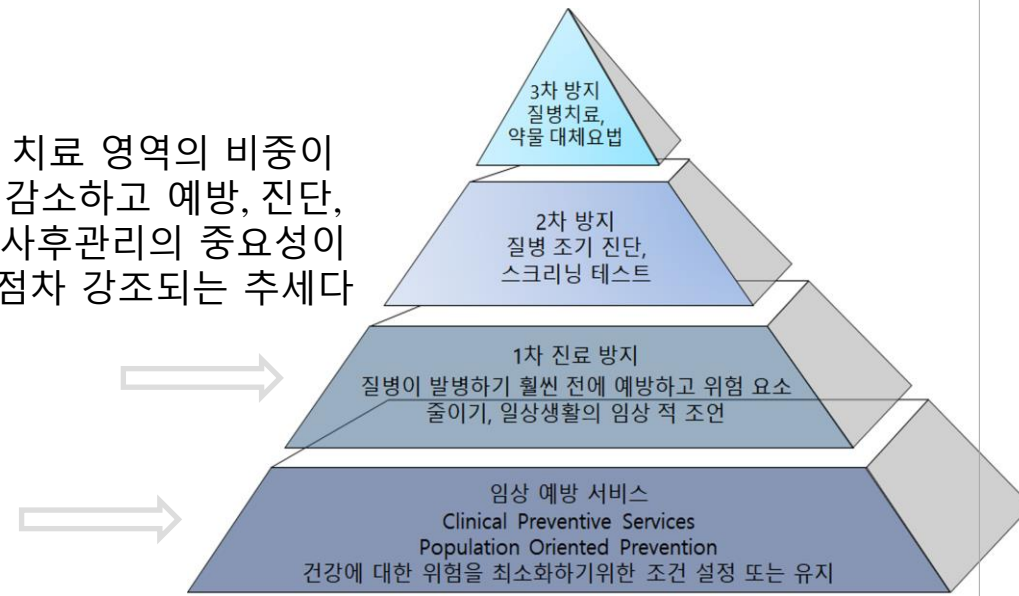 치료 영역의 비중이
감소하고 예방, 진단,
사후관리의 중요성이
점차 강조되는 추세다
3차 방지
질병치료,
약물 대체요법
2차 방지
질병 조기 진단,
스크리닝 테스트
1차 진료 방지
질병이 발병하기 훨씬 전에 예방하고 위험 요소
줄이기, 일상생활의 임상 적 조언
임상 예방 서비스
Clinical Preventive Services
Population Oriented Prevention
건강에 대한 위험을 최소화하기위한 조건 설정 또는 유지